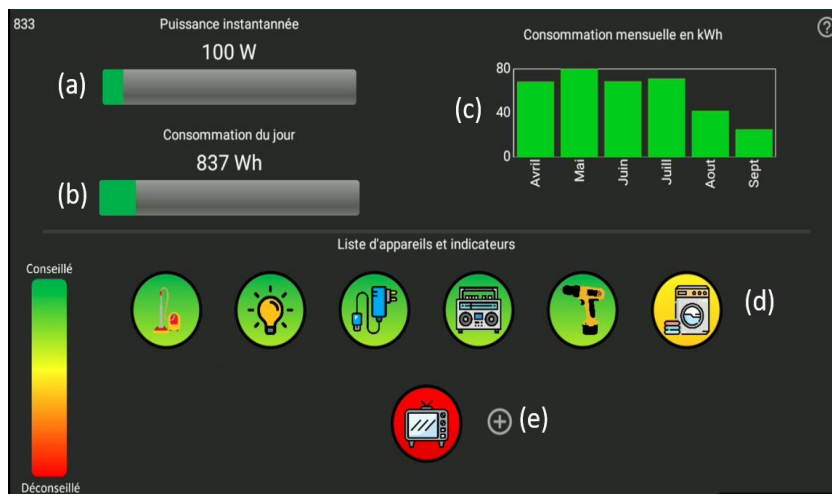 833
Puissance instantannée
100 W
(a)
Consommation du jour
837 Wh
(b)
Consommation mensuelle en kWh
?
(c)
80
40
0
Avril
Mai
Juin
Juill
Aout
Sept
Liste d'appareils et indicateurs
Conseillé
(d)
(e)
Déconseillé